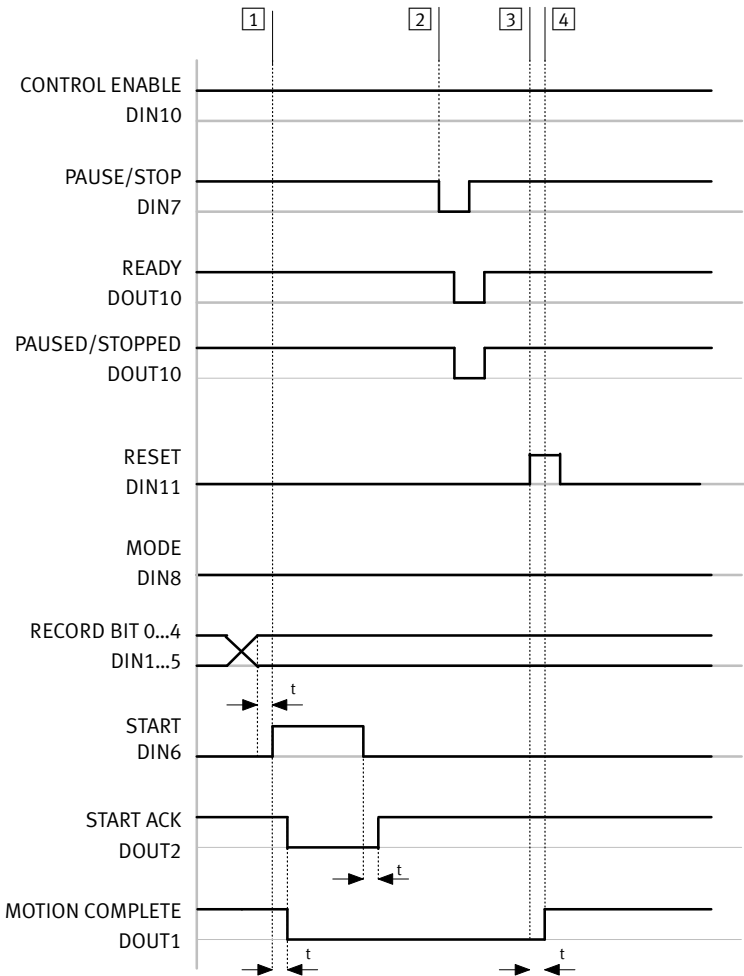 1 2 3 4
CONTROL ENABLE
DIN10
PAUSE/STOP
DIN7
READY
DOUT10
PAUSED/STOPPED
DOUT10
RESET
DIN11
MODE
DIN8
RECORD BIT 0...4
DIN1...5
t
START
DIN6
START ACK
DOUT2
t
MOTION COMPLETE
DOUT1
t t